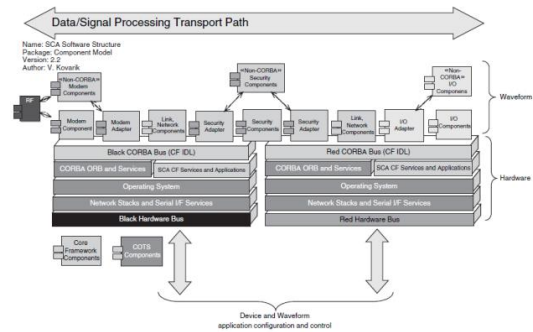 Data/Signal Processing Transport Path
Name: SCA Software Structure
Package: Component Model
Version: 2.2
Author: V. Kovarik
«Non-CORBA»
Modem
Components
«Non-CORBA»
Security
Components
«Non-
CORBA»
I/O
Components
Waveform
RF
Modem
Component
Modem
Adapter
Link,
Network
Components
Security
Adapter
Security
Components
Security
Adapter
Link,
Network
Components
I/O
Adapter
I/O
Components
Black CORBA Bus (CF IDL)
Red CORBA Bus (CF IDL)
CORBA ORB and Services
SCA CF Services and Applications
CORBA ORB and Services
SCA CF Services and Applications
Hardware
Operating System
Operating System
Network Stacks and Serial I/F Services
Network Stacks and Serial I/F Services
Black Hardware Bus
Red Hardware Bus
Core
Framework
Components
COTS
Components
Device and Waveform
application configuration and control